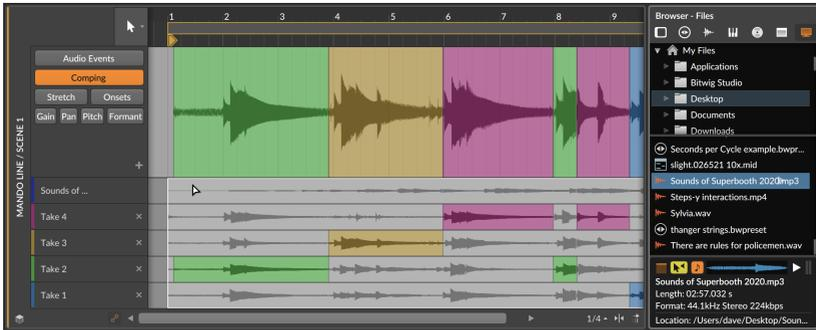 1 2 3 4 5 6 7 8 9
MANDO LINE / SCENE 1
Audio Events
Comping
Stretch Onsets
Gain Pan Pitch Formant
+
Sounds of ...
Take 4 ×
Take 3 ×
Take 2 ×
Take 1 ×
1/4
Browser - Files
My Files
Applications
Bitwig Studio
Desktop
Documents
Downloads
Seconds per Cycle example.bwpr...
slight.026521 10x.mid
Sounds of Superbooth 2020.mp3
Steps-y interactions.mp4
Sylvia.wav
thanger strings.bwpreset
There are rules for policemen.wav
Sounds of Superbooth 2020.mp3
Length: 02:57.032 s
Format: 44.1kHz Stereo 224kbps
Location: /Users/dave/Desktop/Soun...